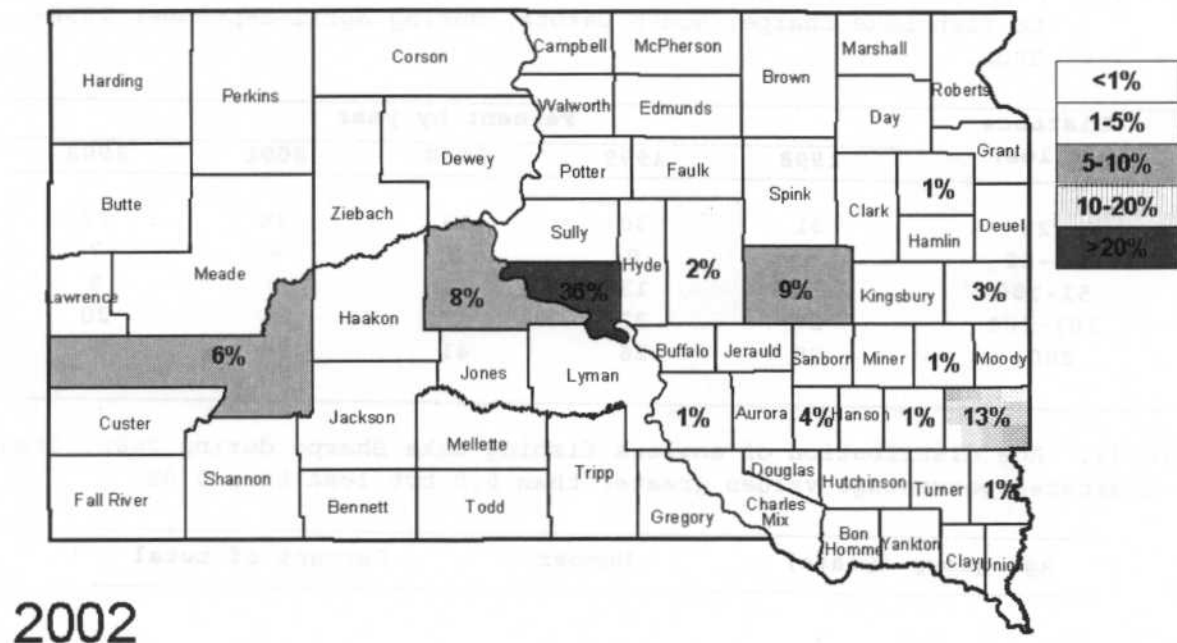 Campbell McPherson Marshall
Harding Corson Brown Roberts
Perkins Walworth Edmunds Day
<1%
1-5%
5-10%
10-20%
>20%
Dewey Potter Faulk Grant
Butte Ziebach Spink Clark 1% Deuel
Sully Hamlin
Meade Hyde 2%
Lawrence Haakon 8% 36% 9% Kingsbury 3%
6% Buffalo Jerauld Sanborn Miner 1% Moody
Jones Lyman
Custer Jackson 1% Aurora 4% Hanson 1% 13%
Mellette
Fall River Shannon Tripp Douglas Hutchinson Turner 1%
Bennett Todd Gregory Charles
Mix
Bon
Homme Yankton Clay Union
2002